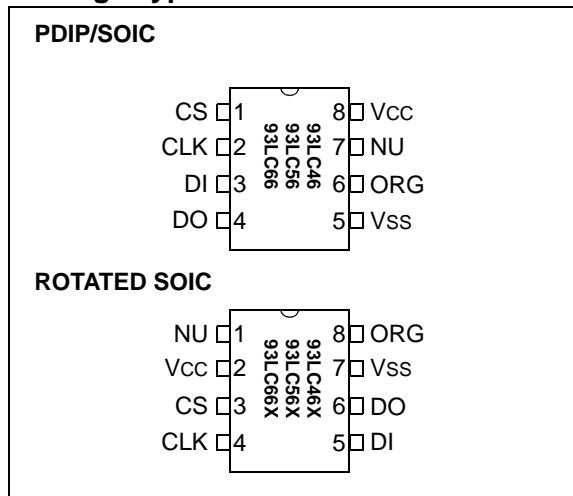 PDIP/SOIC
CS 1 8 VCC
CLK 2 7 NU
DI 3 6 ORG
DO 4 5 VSS
93LC46
93LC56
93LC66
ROTATED SOIC
NU 1 8 ORG
VCC 2 7 VSS
CS 3 6 DO
CLK 4 5 DI
93LC46X
93LC56X
93LC66X